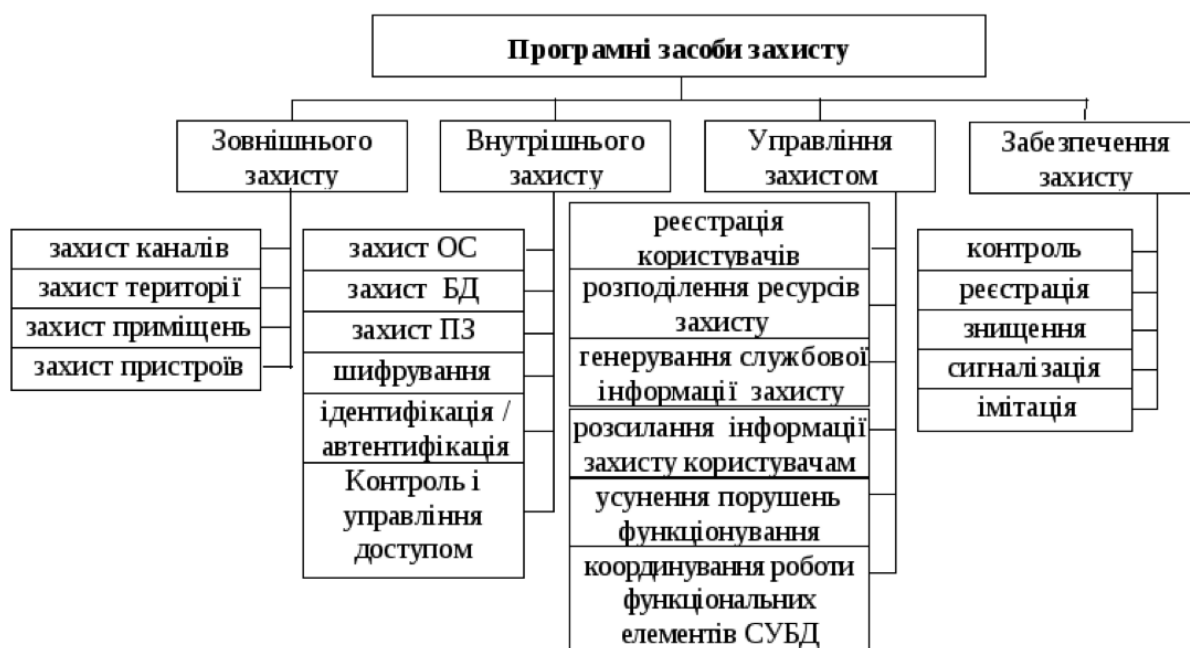 Програмні засоби захисту
Зовнішнього
захисту
Внутрішнього
захисту
Управління
захистом
Забезпечення
захисту
захист каналів
захист території
захист приміщень
захист пристроїв
захист ОС
захист БД
захист ПЗ
шифрування
ідентифікація /
автентифікація
Контроль і
управління
доступом
реєстрація
користувачів
розподілення ресурсів
захисту
генерування службової
інформації захисту
розсилання інформації
захисту користувачам
усунення порушень
функціонування
координування роботи
функціональних
елементів СУБД
контроль
реєстрація
знищення
сигналізація
імітація